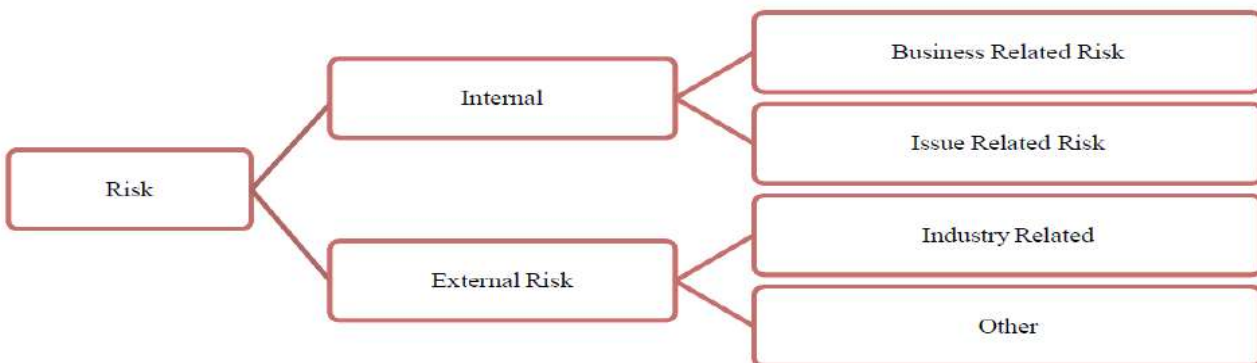 Risk
Internal
Business Related Risk
Issue Related Risk
External Risk
Industry Related
Other